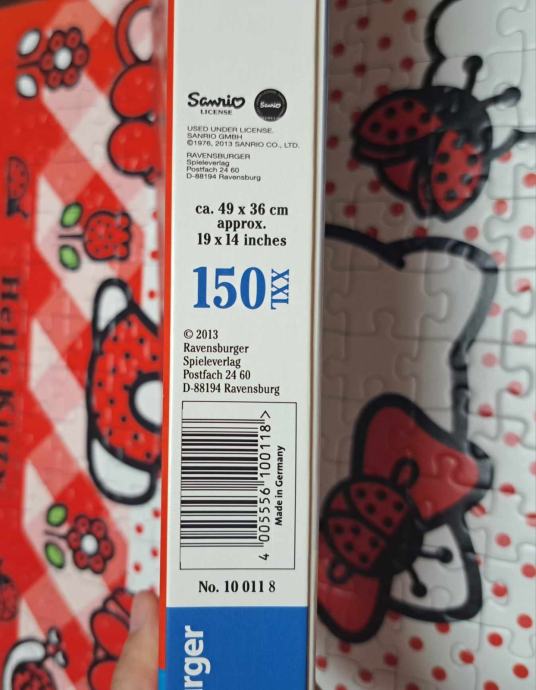 Sanrio
LICENSE
Sanrio
USED UNDER LICENSE.
SANRIO GMBH
©1976, 2013 SANRIO CO., LTD.
RAVENSBURGER
Spieleverlag
Postfach 24 60
D-88194 Ravensburg
ca. 49 x 36 cm
approx.
19 x 14 inches
150 XXL
© 2013
Ravensburger
Spieleverlag
Postfach 24 60
D-88194 Ravensburg
4 005556 100118 >
Made in Germany
No. 10 011 8
rger
Hello Kitty